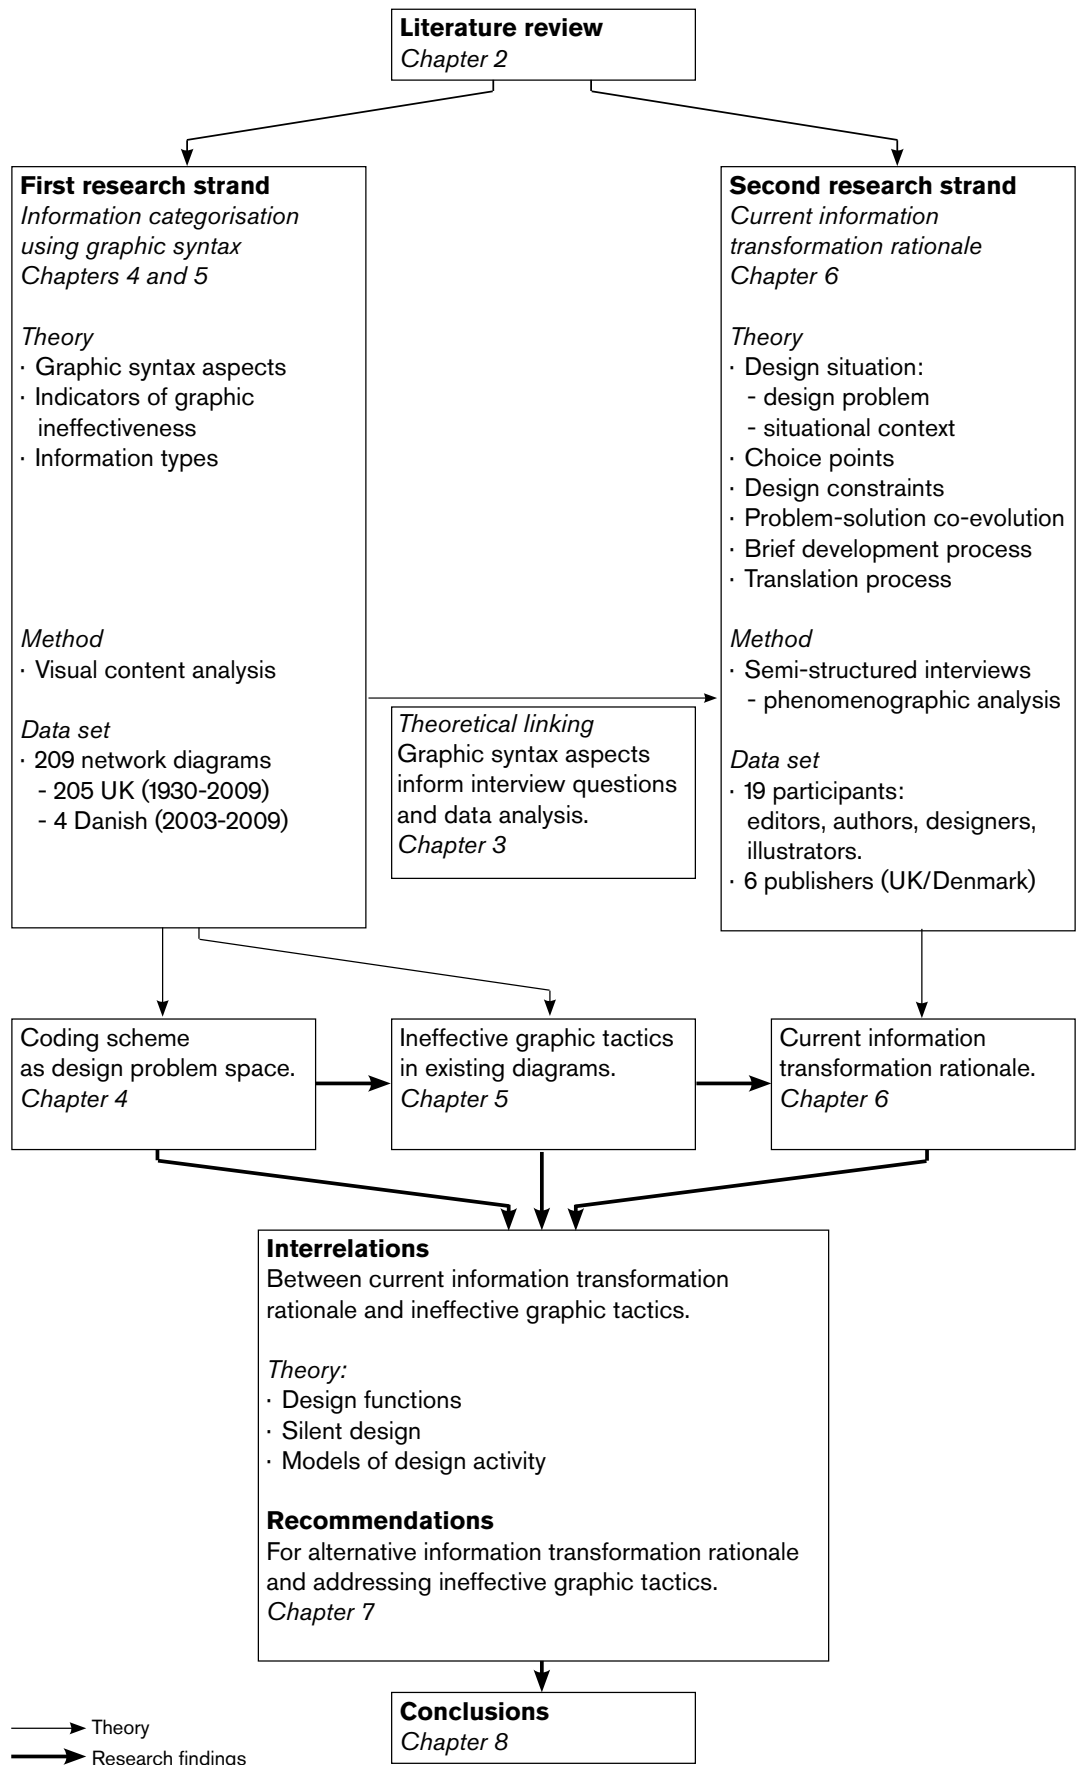 Literature review
Chapter 2
First research strand
Information categorisation
using graphic syntax
Chapters 4 and 5
Theory
· Graphic syntax aspects
· Indicators of graphic
ineffectiveness
· Information types
Method
· Visual content analysis
Data set
· 209 network diagrams
- 205 UK (1930-2009)
- 4 Danish (2003-2009)
Theoretical linking
Graphic syntax aspects
inform interview questions
and data analysis.
Chapter 3
Second research strand
Current information
transformation rationale
Chapter 6
Theory
· Design situation:
- design problem
- situational context
· Choice points
· Design constraints
· Problem-solution co-evolution
· Brief development process
· Translation process
Method
· Semi-structured interviews
- phenomenographic analysis
Data set
· 19 participants:
editors, authors, designers,
illustrators.
· 6 publishers (UK/Denmark)
Coding scheme
as design problem space.
Chapter 4
Ineffective graphic tactics
in existing diagrams.
Chapter 5
Current information
transformation rationale.
Chapter 6
Interrelations
Between current information transformation
rationale and ineffective graphic tactics.
Theory:
· Design functions
· Silent design
· Models of design activity
Recommendations
For alternative information transformation rationale
and addressing ineffective graphic tactics.
Chapter 7
Conclusions
Chapter 8
Theory
Research findings